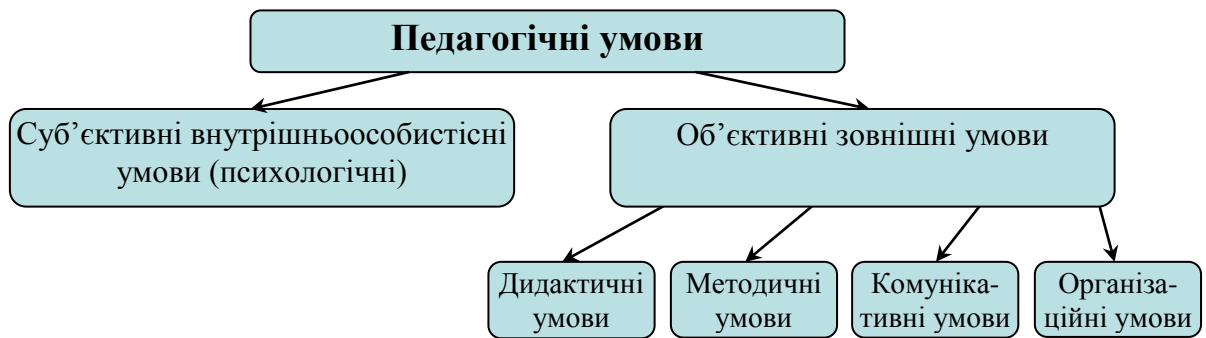 Педагогічні умови
Суб’єктивні внутрішньоособистісні
умови (психологічні)
Об’єктивні зовнішні умови
Дидактичні
умови
Методичні
умови
Комуніка-
тивні умови
Організа-
ційні умови